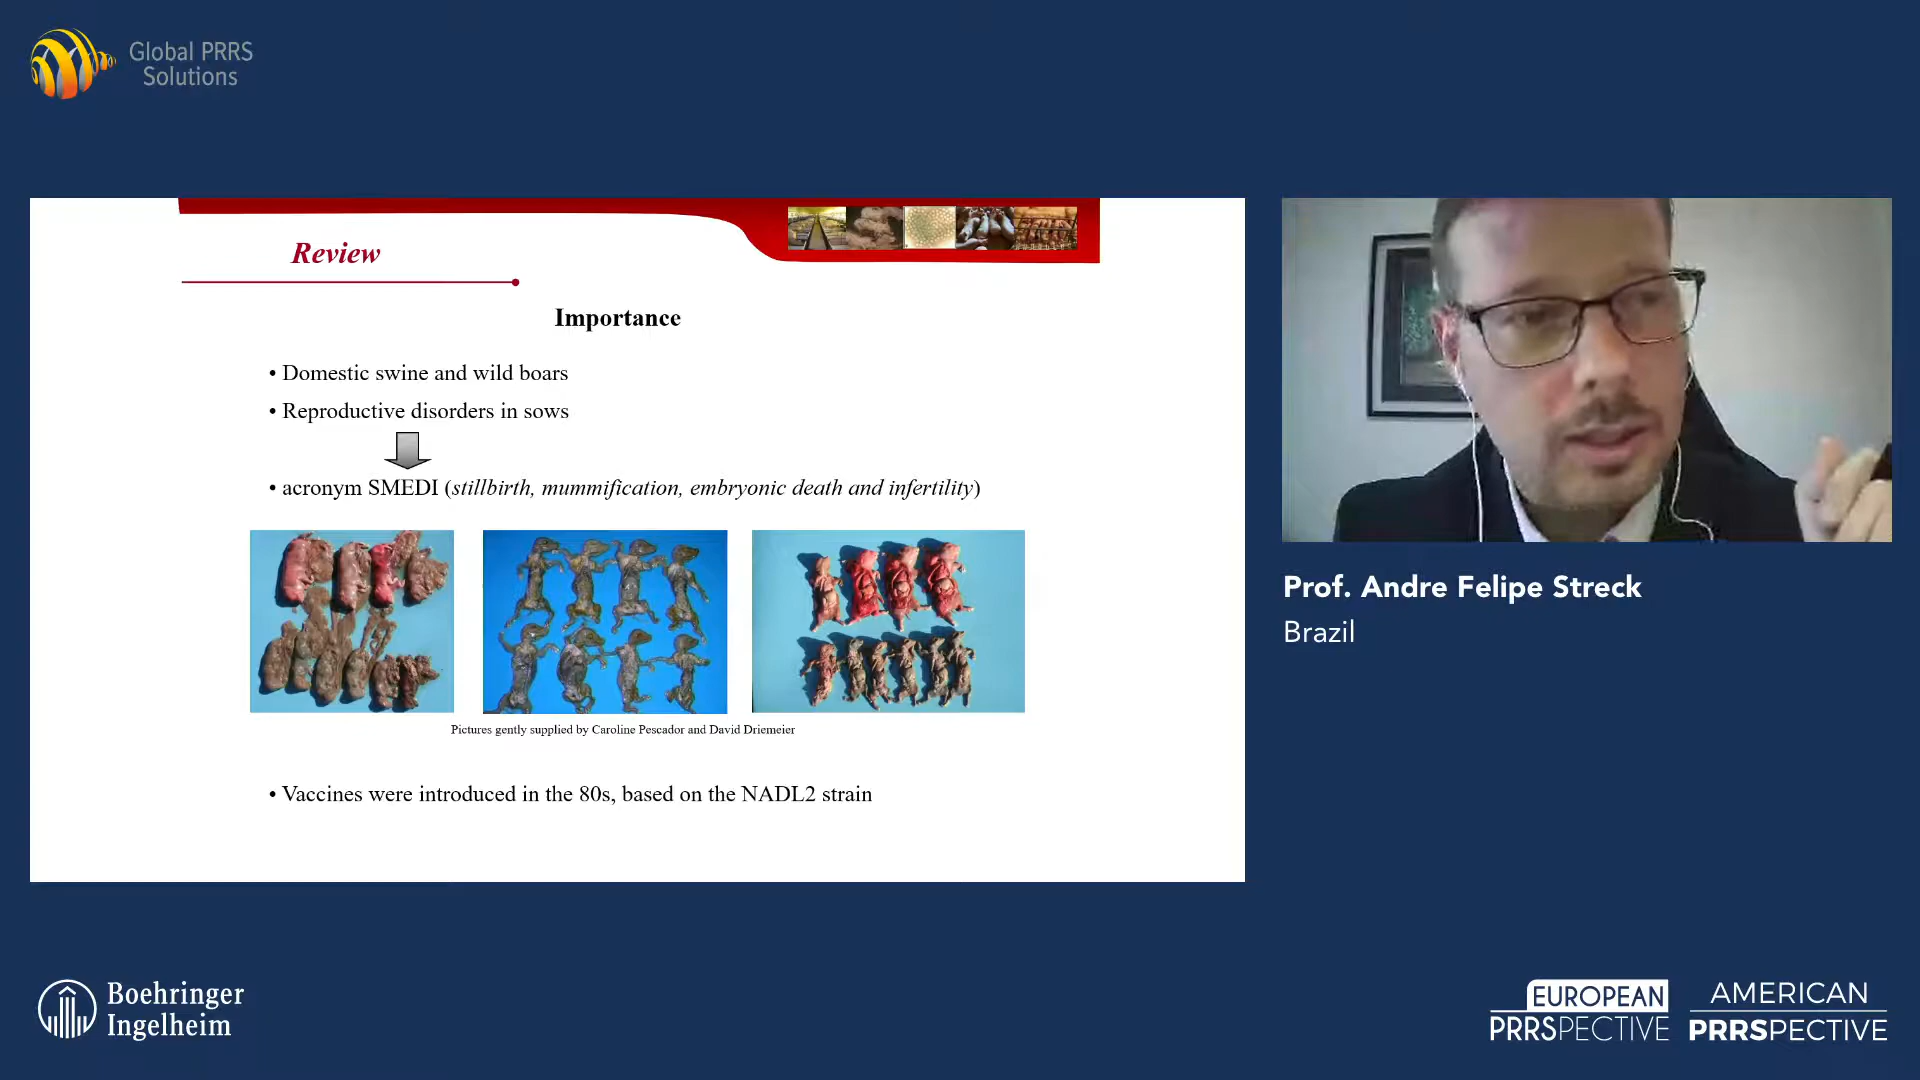 Global PRRS
Solutions
Review
Importance
• Domestic swine and wild boars
• Reproductive disorders in sows
• acronym SMEDI (stillbirth, mummification, embryonic death and infertility)
Pictures gently supplied by Caroline Pescador and David Driemeier
• Vaccines were introduced in the 80s, based on the NADL2 strain
Prof. Andre Felipe Streck
Brazil
Boehringer
Ingelheim
EUROPEAN
PRRSPECTIVE
AMERICAN
PRRSPECTIVE